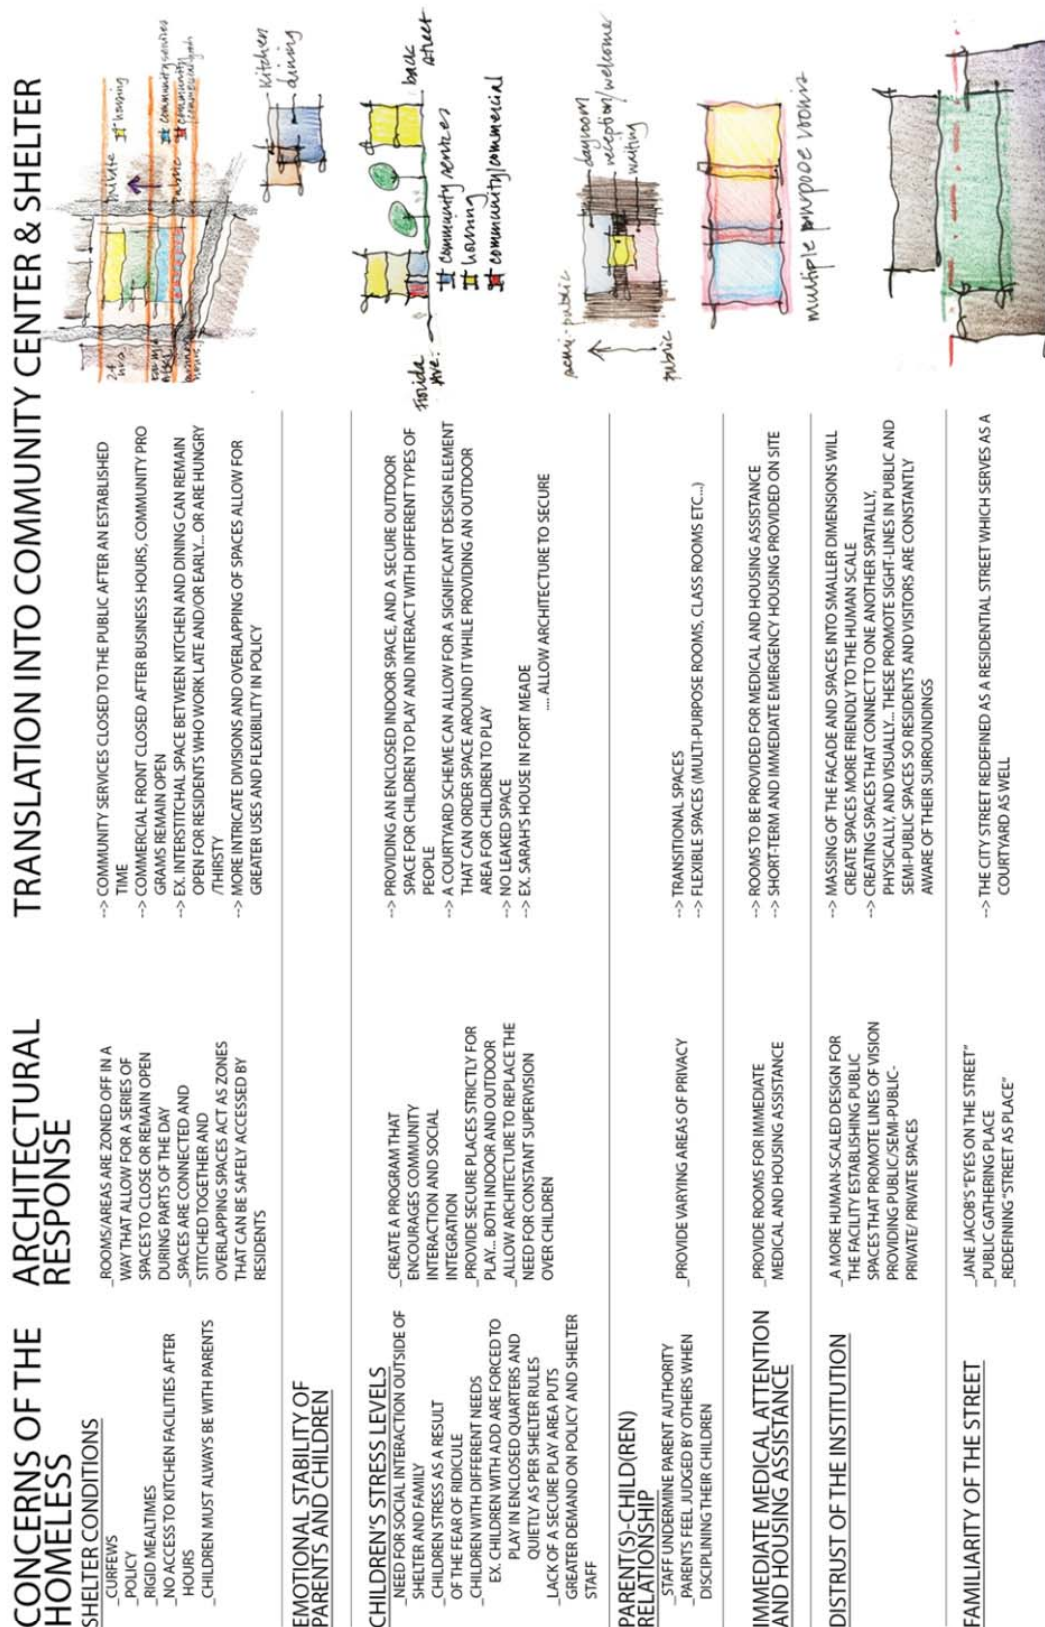 CONCERNS OF THE
HOMELESS
ARCHITECTURAL
RESPONSE
TRANSLATION INTO COMMUNITY CENTER & SHELTER
SHELTER CONDITIONS
_CURFEWS
_POLICY
_RIGID MEALTIMES
_NO ACCESS TO KITCHEN FACILITIES AFTER
HOURS
_CHILDREN MUST ALWAYS BE WITH PARENTS
_ROOMS/AREAS ARE ZONED OFF IN A
WAY THAT ALLOW FOR A SERIES OF
SPACES TO CLOSE OR REMAIN OPEN
DURING PARTS OF THE DAY
_SPACES ARE CONNECTED AND
STITCHED TOGETHER AND
OVERLAPPING SPACES ACT AS ZONES
THAT CAN BE SAFELY ACCESSED BY
RESIDENTS
--> COMMUNITY SERVICES CLOSED TO THE PUBLIC AFTER AN ESTABLISHED
TIME
--> COMMERCIAL FRONT CLOSED AFTER BUSINESS HOURS, COMMUNITY PRO
GRAMS REMAIN OPEN
--> EX. INTERSTITCHAL SPACE BETWEEN KITCHEN AND DINING CAN REMAIN
OPEN FOR RESIDENTS WHO WORK LATE AND/OR EARLY... OR ARE HUNGRY
/THIRSTY
--> MORE INTRICATE DIVISIONS AND OVERLAPPING OF SPACES ALLOW FOR
GREATER USES AND FLEXIBILITY IN POLICY
24
hrs.
private
housing
community services
community
public
kitchen
dining
EMOTIONAL STABILITY OF
PARENTS AND CHILDREN
CHILDREN'S STRESS LEVELS
_NEED FOR SOCIAL INTERACTION OUTSIDE OF
SHELTER AND FAMILY
_CHILDREN STRESS AS A RESULT
OF THE FEAR OF RIDICULE
_CHILDREN WITH DIFFERENT NEEDS
EX. CHILDREN WITH ADD ARE FORCED TO
PLAY IN ENCLOSED QUARTERS AND
QUIETLY AS PER SHELTER RULES
_LACK OF A SECURE PLAY AREA PUTS
GREATER DEMAND ON POLICY AND SHELTER
STAFF
_CREATE A PROGRAM THAT
ENCOURAGES COMMUNITY
INTERACTION AND SOCIAL
INTEGRATION
_PROVIDE SECURE PLACES STRICTLY FOR
PLAY... BOTH INDOOR AND OUTDOOR
_ALLOW ARCHITECTURE TO REPLACE THE
NEED FOR CONSTANT SUPERVISION
OVER CHILDREN
--> PROVIDING AN ENCLOSED INDOOR SPACE, AND A SECURE OUTDOOR
SPACE FOR CHILDREN TO PLAY AND INTERACT WITH DIFFERENT TYPES OF
PEOPLE
--> A COURTYARD SCHEME CAN ALLOW FOR A SIGNIFICANT DESIGN ELEMENT
THAT CAN ORDER SPACE AROUND IT WHILE PROVIDING AN OUTDOOR
AREA FOR CHILDREN TO PLAY
--> NO LEAKED SPACE
--> EX. SARAH'S HOUSE IN FORT MEADE
.... ALLOW ARCHITECTURE TO SECURE
Florida
Ave.
back
street
community services
housing
community/commercial
PARENT(S)-CHILD(REN)
RELATIONSHIP
_STAFF UNDERMINE PARENT AUTHORITY
_PARENTS FEEL JUDGED BY OTHERS WHEN
DISCIPLINING THEIR CHILDREN
_PROVIDE VARYING AREAS OF PRIVACY
--> TRANSITIONAL SPACES
--> FLEXIBLE SPACES (MULTI-PURPOSE ROOMS, CLASS ROOMS ETC...)
semi-public
public
dayroom
reception/welcome
waiting
IMMEDIATE MEDICAL ATTENTION
AND HOUSING ASSISTANCE
_PROVIDE ROOMS FOR IMMEDIATE
MEDICAL AND HOUSING ASSISTANCE
--> ROOMS TO BE PROVIDED FOR MEDICAL AND HOUSING ASSISTANCE
--> SHORT-TERM AND IMMEDIATE EMERGENCY HOUSING PROVIDED ON SITE
multiple purpose rooms
DISTRUST OF THE INSTITUTION
_A MORE HUMAN-SCALED DESIGN FOR
THE FACILITY ESTABLISHING PUBLIC
SPACES THAT PROMOTE LINES OF VISION
PROVIDING PUBLIC/SEMI-PUBLIC-
PRIVATE/ PRIVATE SPACES
--> MASSING OF THE FACADE AND SPACES INTO SMALLER DIMENSIONS WILL
CREATE SPACES MORE FRIENDLY TO THE HUMAN SCALE
--> CREATING SPACES THAT CONNECT TO ONE ANOTHER SPATIALLY,
PHYSICALLY, AND VISUALLY... THESE PROMOTE SIGHT-LINES IN PUBLIC AND
SEMI-PUBLIC SPACES SO RESIDENTS AND VISITORS ARE CONSTANTLY
AWARE OF THEIR SURROUNDINGS
FAMILIARITY OF THE STREET
_JANE JACOB'S "EYES ON THE STREET"
_PUBLIC GATHERING PLACE
_REDEFINING "STREET AS PLACE"
--> THE CITY STREET REDEFINED AS A RESIDENTIAL STREET WHICH SERVES AS A
COURTYARD AS WELL